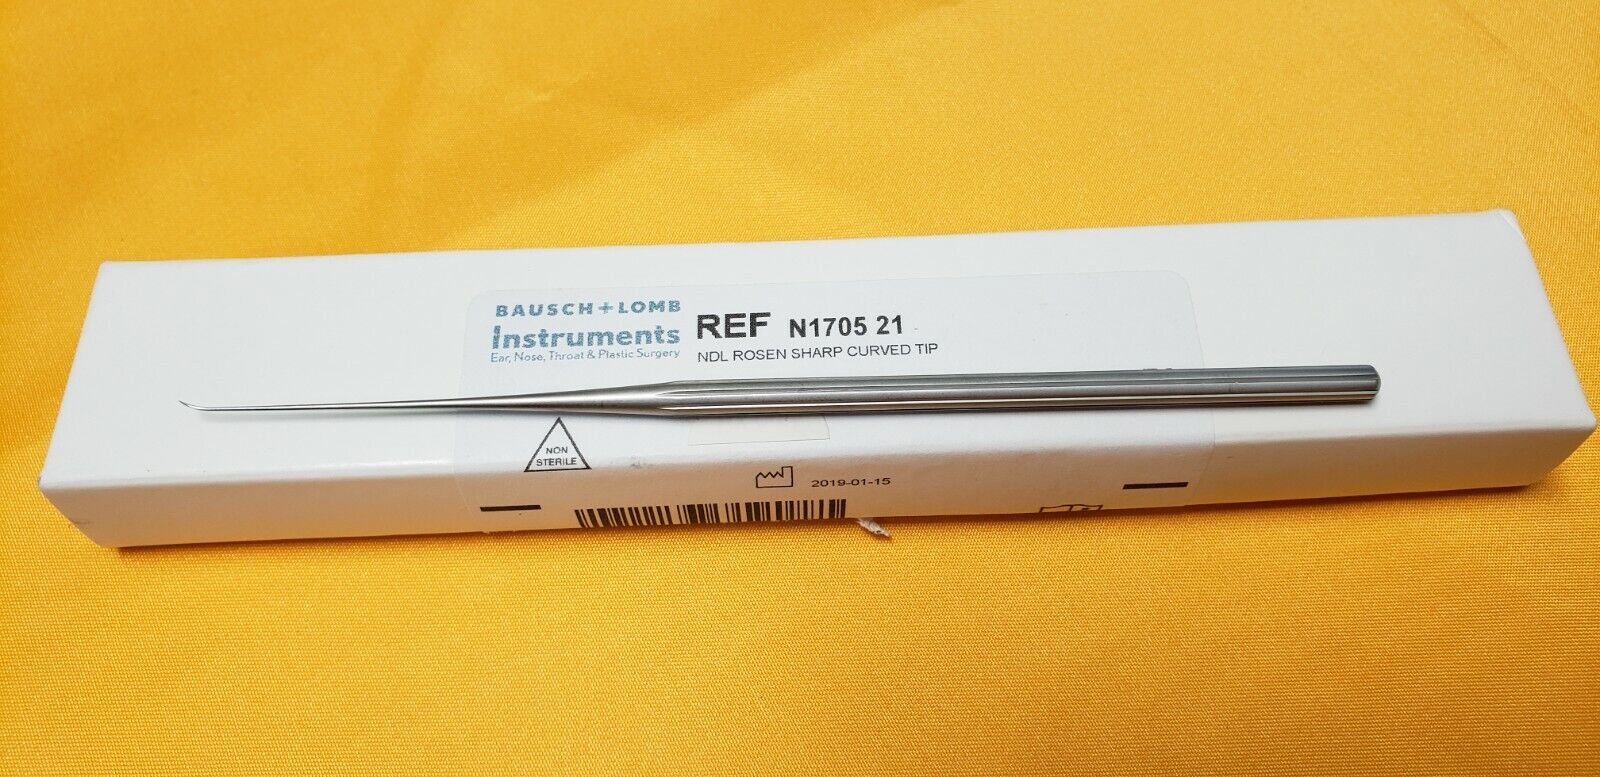 BAUSCH+LOMB
Instruments
Ear, Nose, Throat & Plastic Surgery
REF N1705 21
NDL ROSEN SHARP CURVED TIP
NON
STERILE
2019-01-15